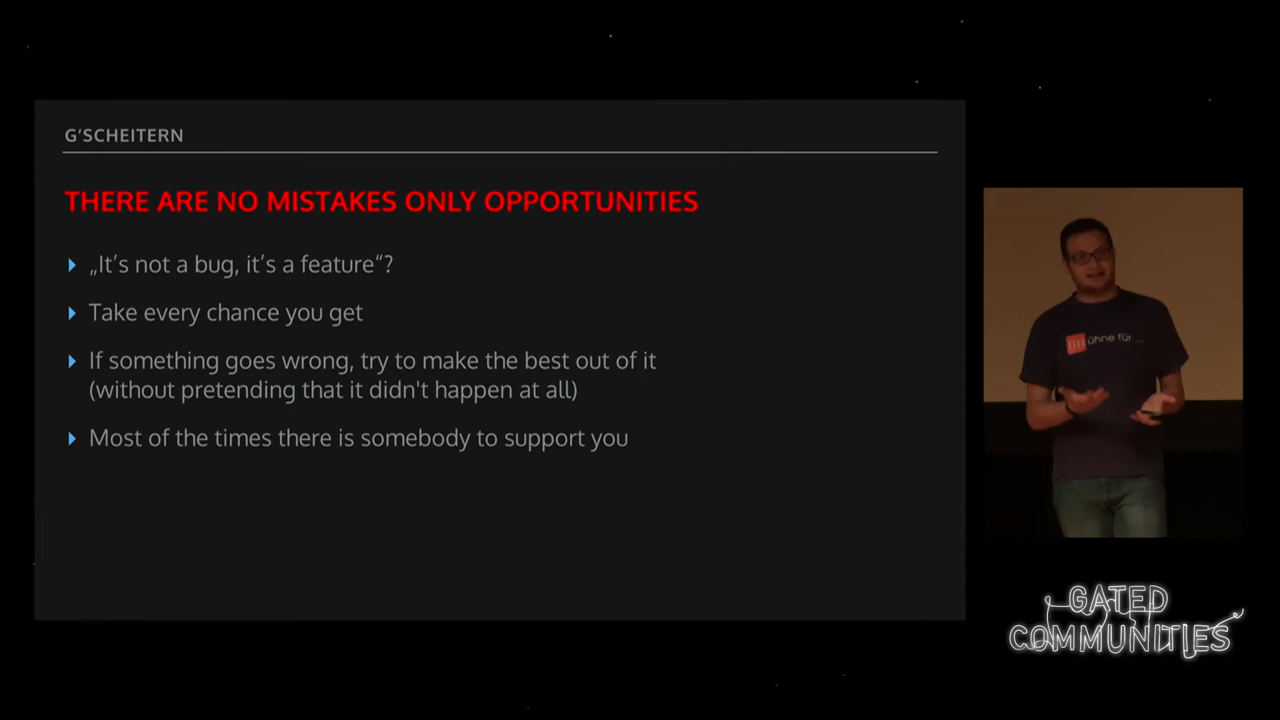 G'SCHEITERN
THERE ARE NO MISTAKES ONLY OPPORTUNITIES
„It's not a bug, it's a feature“?
Take every chance you get
If something goes wrong, try to make the best out of it
(without pretending that it didn't happen at all)
Most of the times there is somebody to support you
ühne für ...
GATED
COMMUNITIES